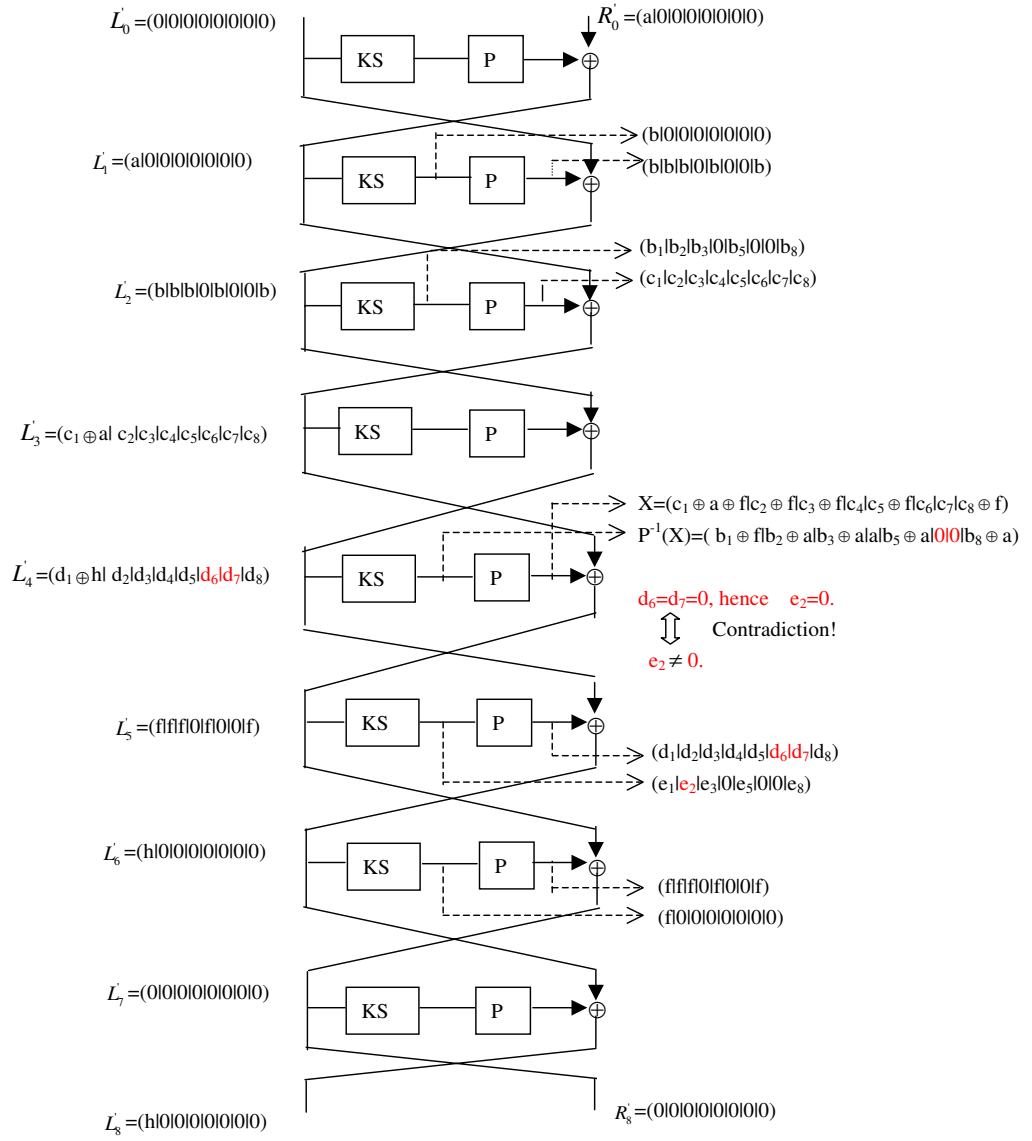 L'₀=(0|0|0|0|0|0|0|0) R'₀=(a|0|0|0|0|0|0|0)
KS P ⊕
(b|0|0|0|0|0|0|0)
L'₁=(a|0|0|0|0|0|0|0) (b|b|b|0|b|0|0|b)
KS P ⊕
(b₁|b₂|b₃|0|b₅|0|0|b₈)
(c₁|c₂|c₃|c₄|c₅|c₆|c₇|c₈)
L'₂=(b|b|b|0|b|0|0|b)
KS P ⊕
KS P ⊕
L'₃=(c₁⊕a| c₂|c₃|c₄|c₅|c₆|c₇|c₈)
X=(c₁⊕a⊕f|c₂⊕f|c₃⊕f|c₄|c₅⊕f|c₆|c₇|c₈⊕f)
P⁻¹(X)=( b₁⊕f|b₂⊕a|b₃⊕a|a|b₅⊕a|0|0|b₈⊕a)
L'₄=(d₁⊕h| d₂|d₃|d₄|d₅|d₆|d₇|d₈)
KS P ⊕
d₆=d₇=0, hence e₂=0.
Contradiction!
e₂≠0.
L'₅=(f|f|f|0|f|0|0|f)
KS P ⊕
(d₁|d₂|d₃|d₄|d₅|d₆|d₇|d₈)
(e₁|e₂|e₃|0|e₅|0|0|e₈)
L'₆=(h|0|0|0|0|0|0|0)
KS P ⊕
(f|f|f|0|f|0|0|f)
(f|0|0|0|0|0|0|0)
L'₇=(0|0|0|0|0|0|0|0)
KS P ⊕
L'₈=(h|0|0|0|0|0|0|0) R'₈=(0|0|0|0|0|0|0|0)